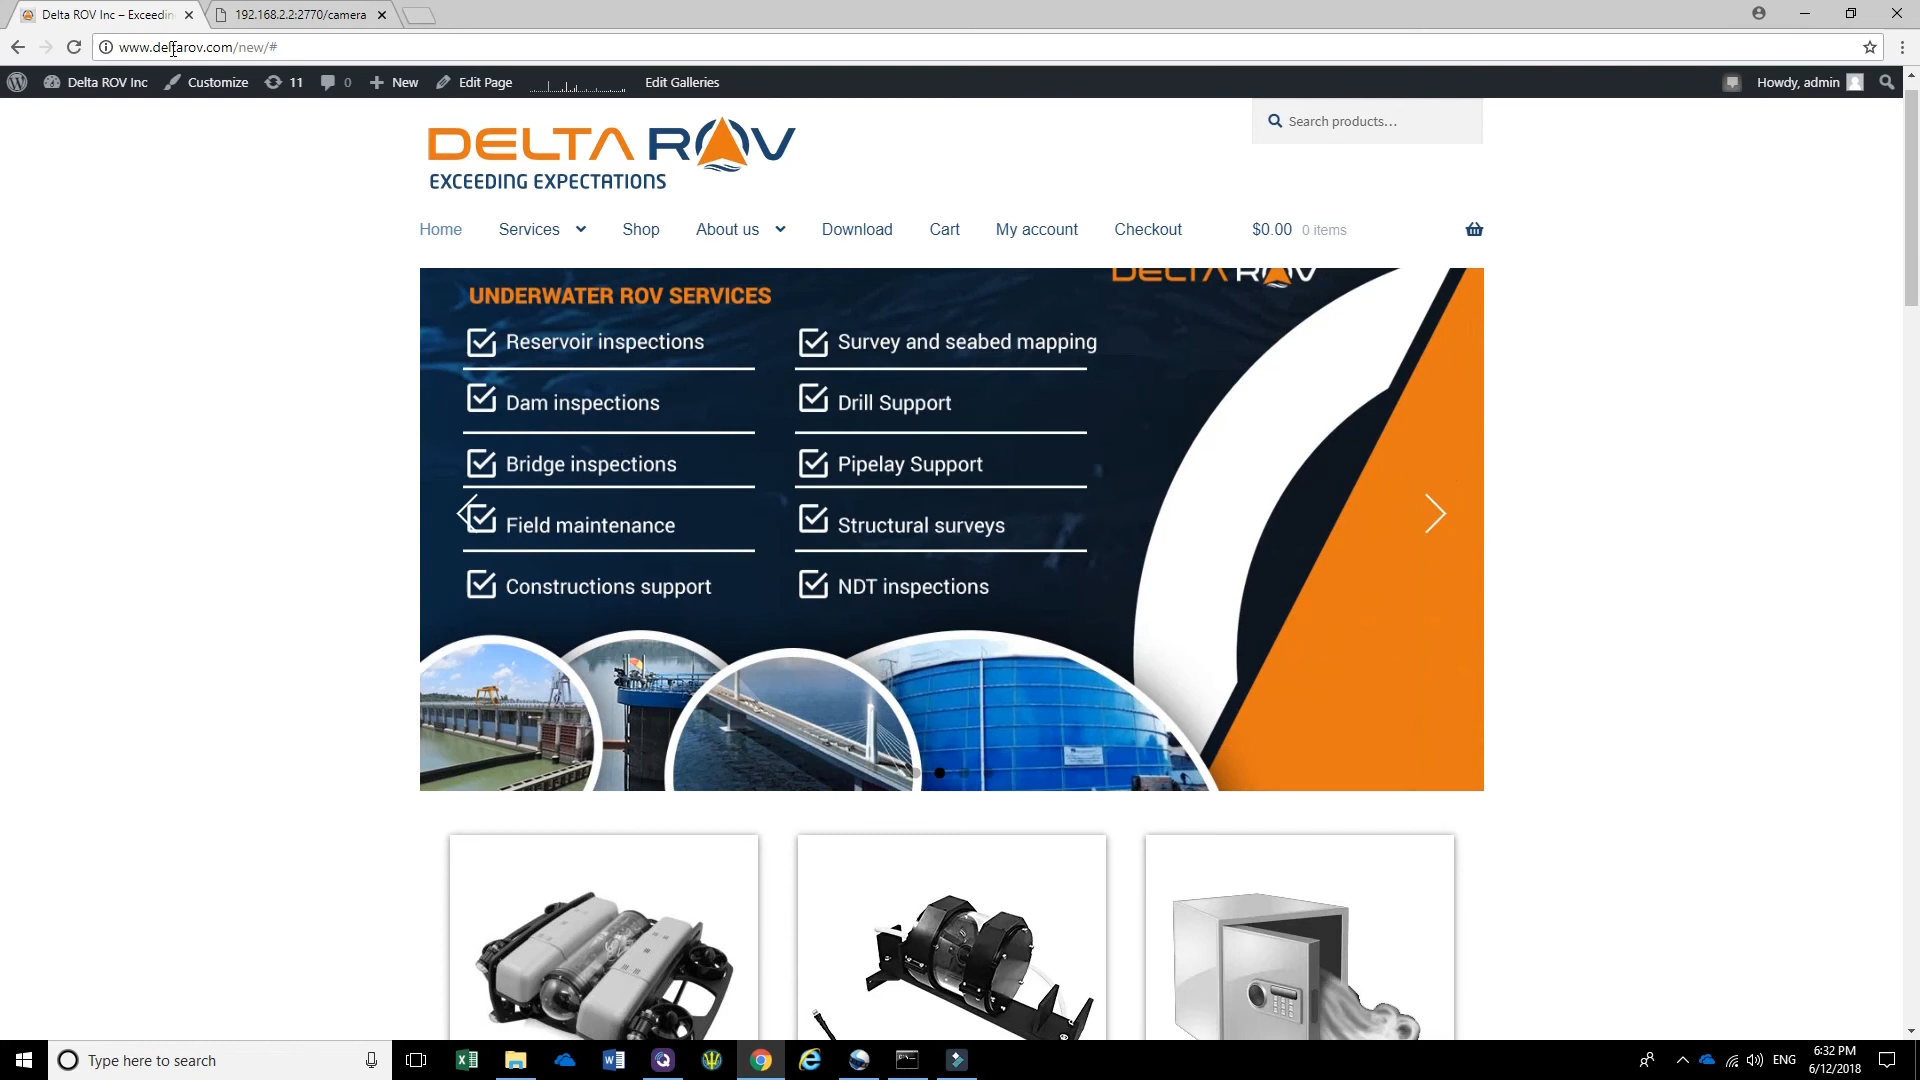 Delta ROV Inc – Exceedin
192.168.2.2:2770/camera
www.deltarov.com/new/#
Delta ROV Inc
Customize
11
0
New
Edit Page
Edit Galleries
Howdy, admin
DELTA ROV
EXCEEDING EXPECTATIONS
Search products…
Home
Services
Shop
About us
Download
Cart
My account
Checkout
$0.00 0 items
DELTA ROV
UNDERWATER ROV SERVICES
Reservoir inspections
Survey and seabed mapping
Dam inspections
Drill Support
Bridge inspections
Pipelay Support
Field maintenance
Structural surveys
Constructions support
NDT inspections
Type here to search
ENG
6:32 PM
6/12/2018